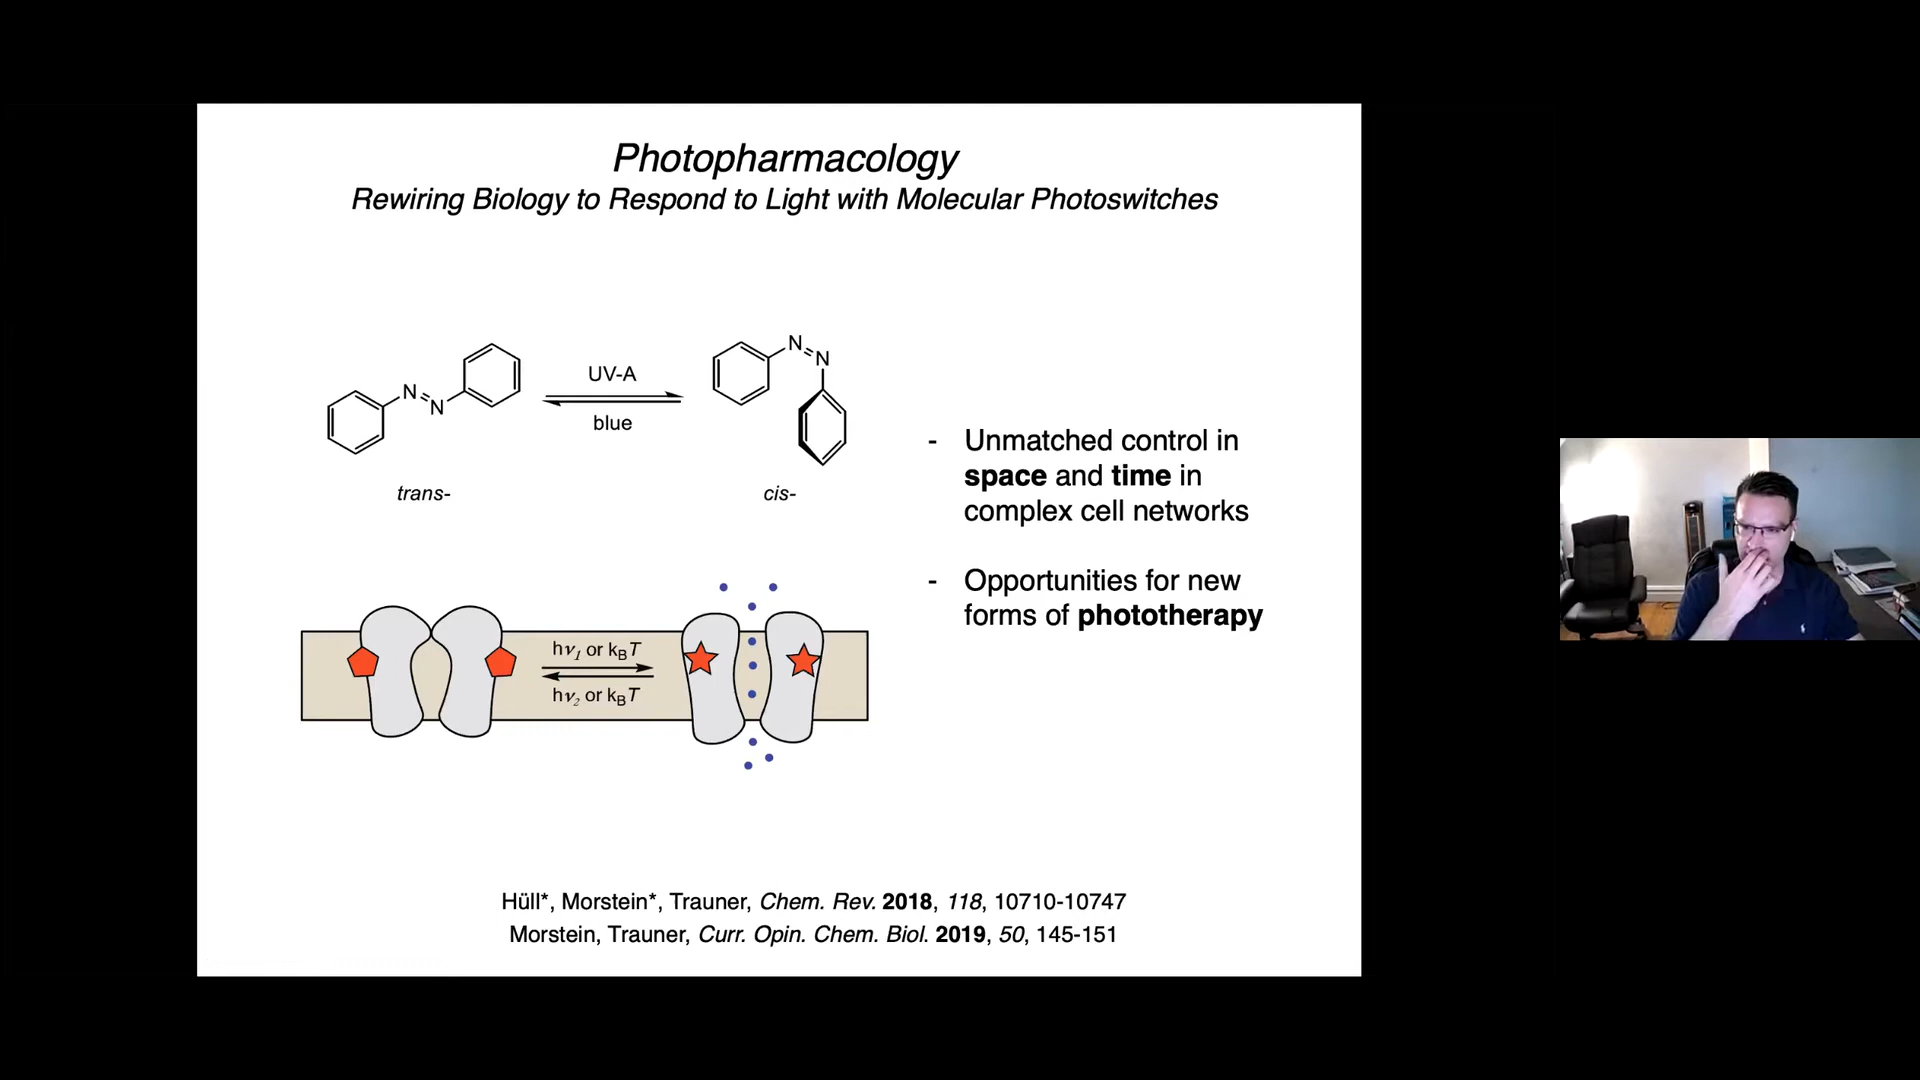 Photopharmacology
Rewiring Biology to Respond to Light with Molecular Photoswitches
N
N
UV-A
blue
N
N
trans-
cis-
- Unmatched control in
space and time in
complex cell networks
- Opportunities for new
forms of phototherapy
hν1 or kBT
hν2 or kBT
Hüll*, Morstein*, Trauner, Chem. Rev. 2018, 118, 10710-10747
Morstein, Trauner, Curr. Opin. Chem. Biol. 2019, 50, 145-151